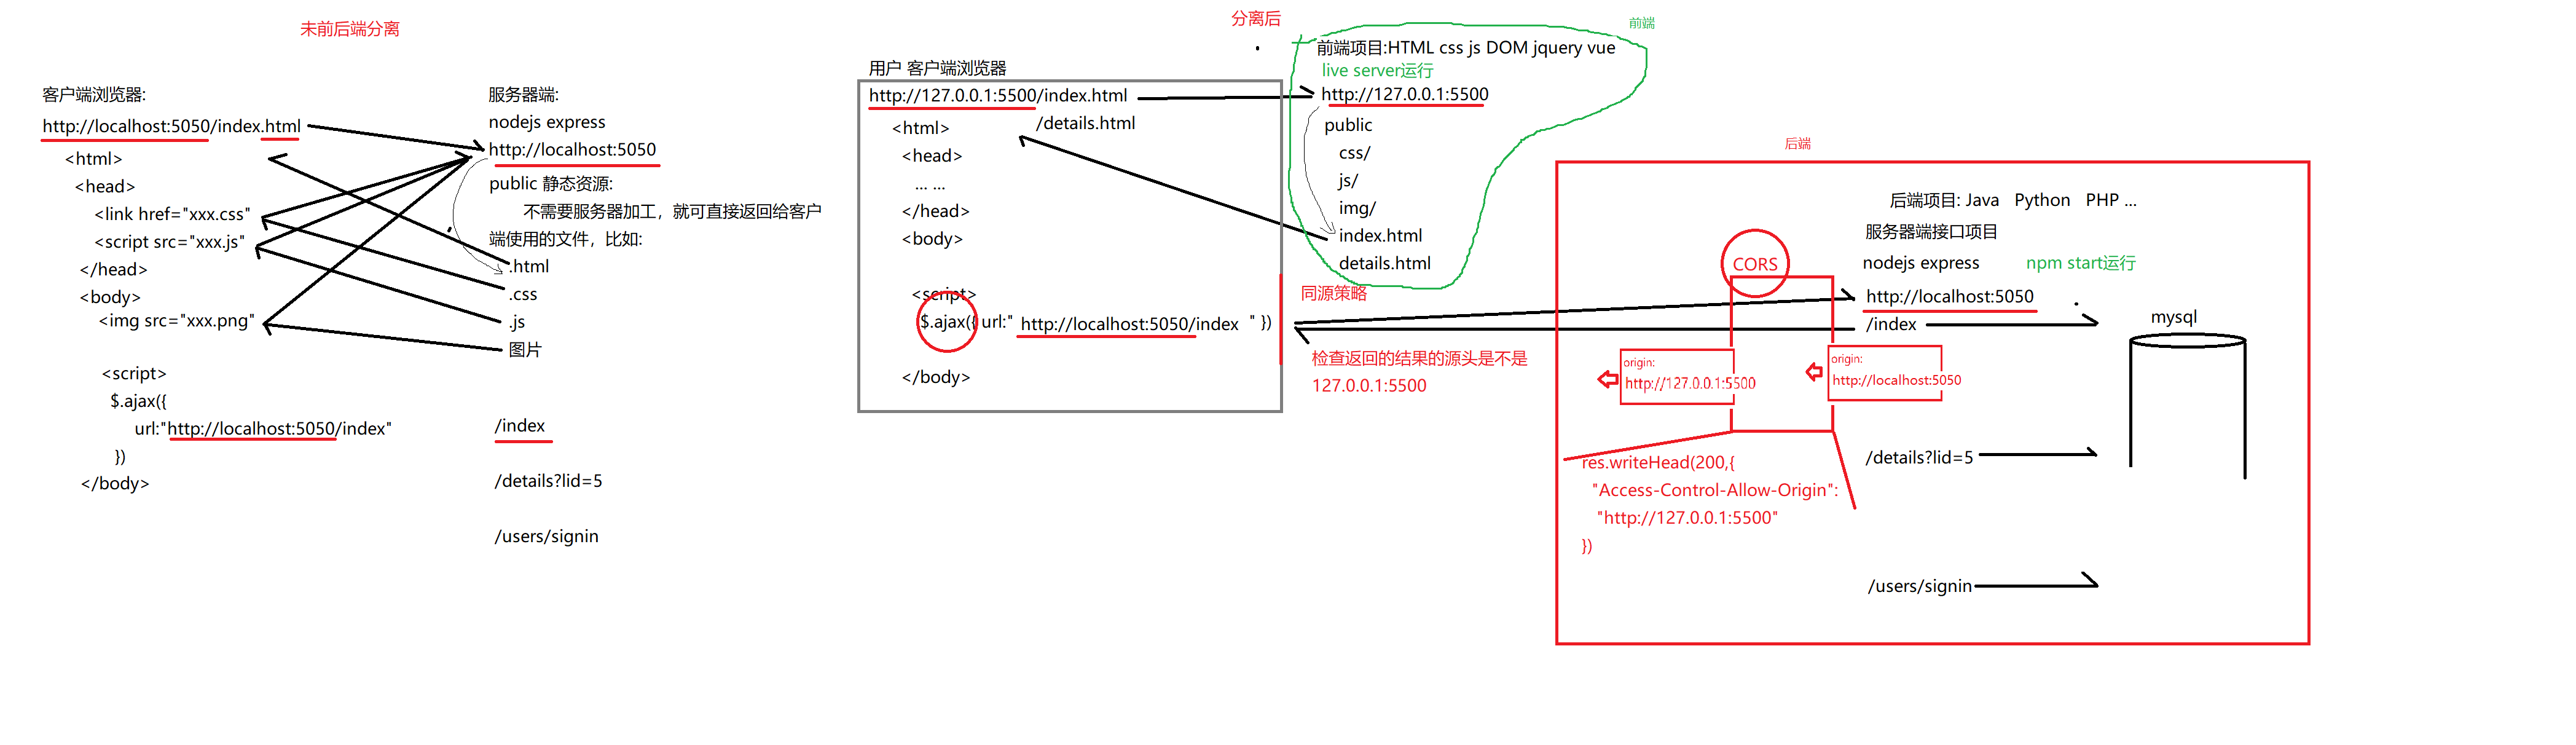 未前后端分离
客户端浏览器:
http://localhost:5050/index.html
<html>
<head>
<link href="xxx.css"
<script src="xxx.js"
</head>
<body>
<img src="xxx.png"
<script>
$.ajax({
url:"http://localhost:5050/index"
})
</body>
服务器端:
nodejs express
http://localhost:5050
public 静态资源:
不需要服务器加工，就可直接返回给客户
端使用的文件，比如:
.html
.css
.js
图片
/index
/details?lid=5
/users/signin
分离后
用户 客户端浏览器
http://127.0.0.1:5500/index.html
/details.html
<html>
<head>
... ...
</head>
<body>
<script>
$.ajax({ url:" http://localhost:5050/index " })
</body>
前端
前端项目:HTML css js DOM jquery vue
live server运行
http://127.0.0.1:5500
public
css/
js/
img/
index.html
details.html
同源策略
检查返回的结果的源头是不是
127.0.0.1:5500
后端
后端项目: Java Python PHP ...
服务器端接口项目
nodejs express npm start运行
CORS
http://localhost:5050
/index
mysql
origin:
http://127.0.0.1:5500
origin:
http://localhost:5050
/details?lid=5
res.writeHead(200,{
"Access-Control-Allow-Origin":
"http://127.0.0.1:5500"
})
/users/signin